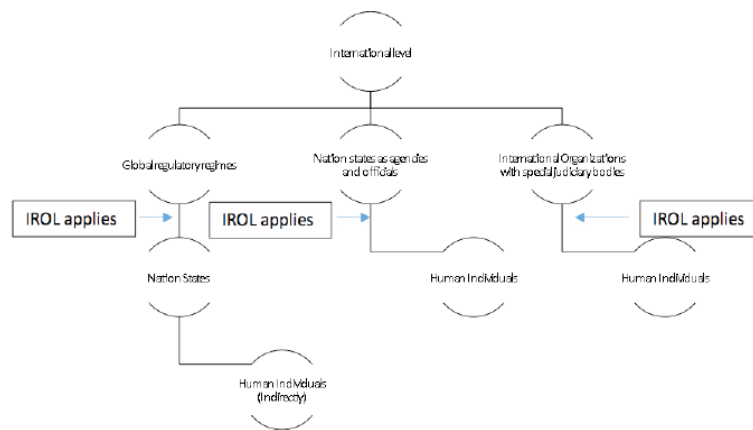 International level
Global regulatory regimes
Nation states as agencies
and officials
International Organizations
with special judiciary bodies
IROL applies
IROL applies
IROL applies
Nation States
Human Individuals
Human Individuals
Human Individuals
(Indirectly)